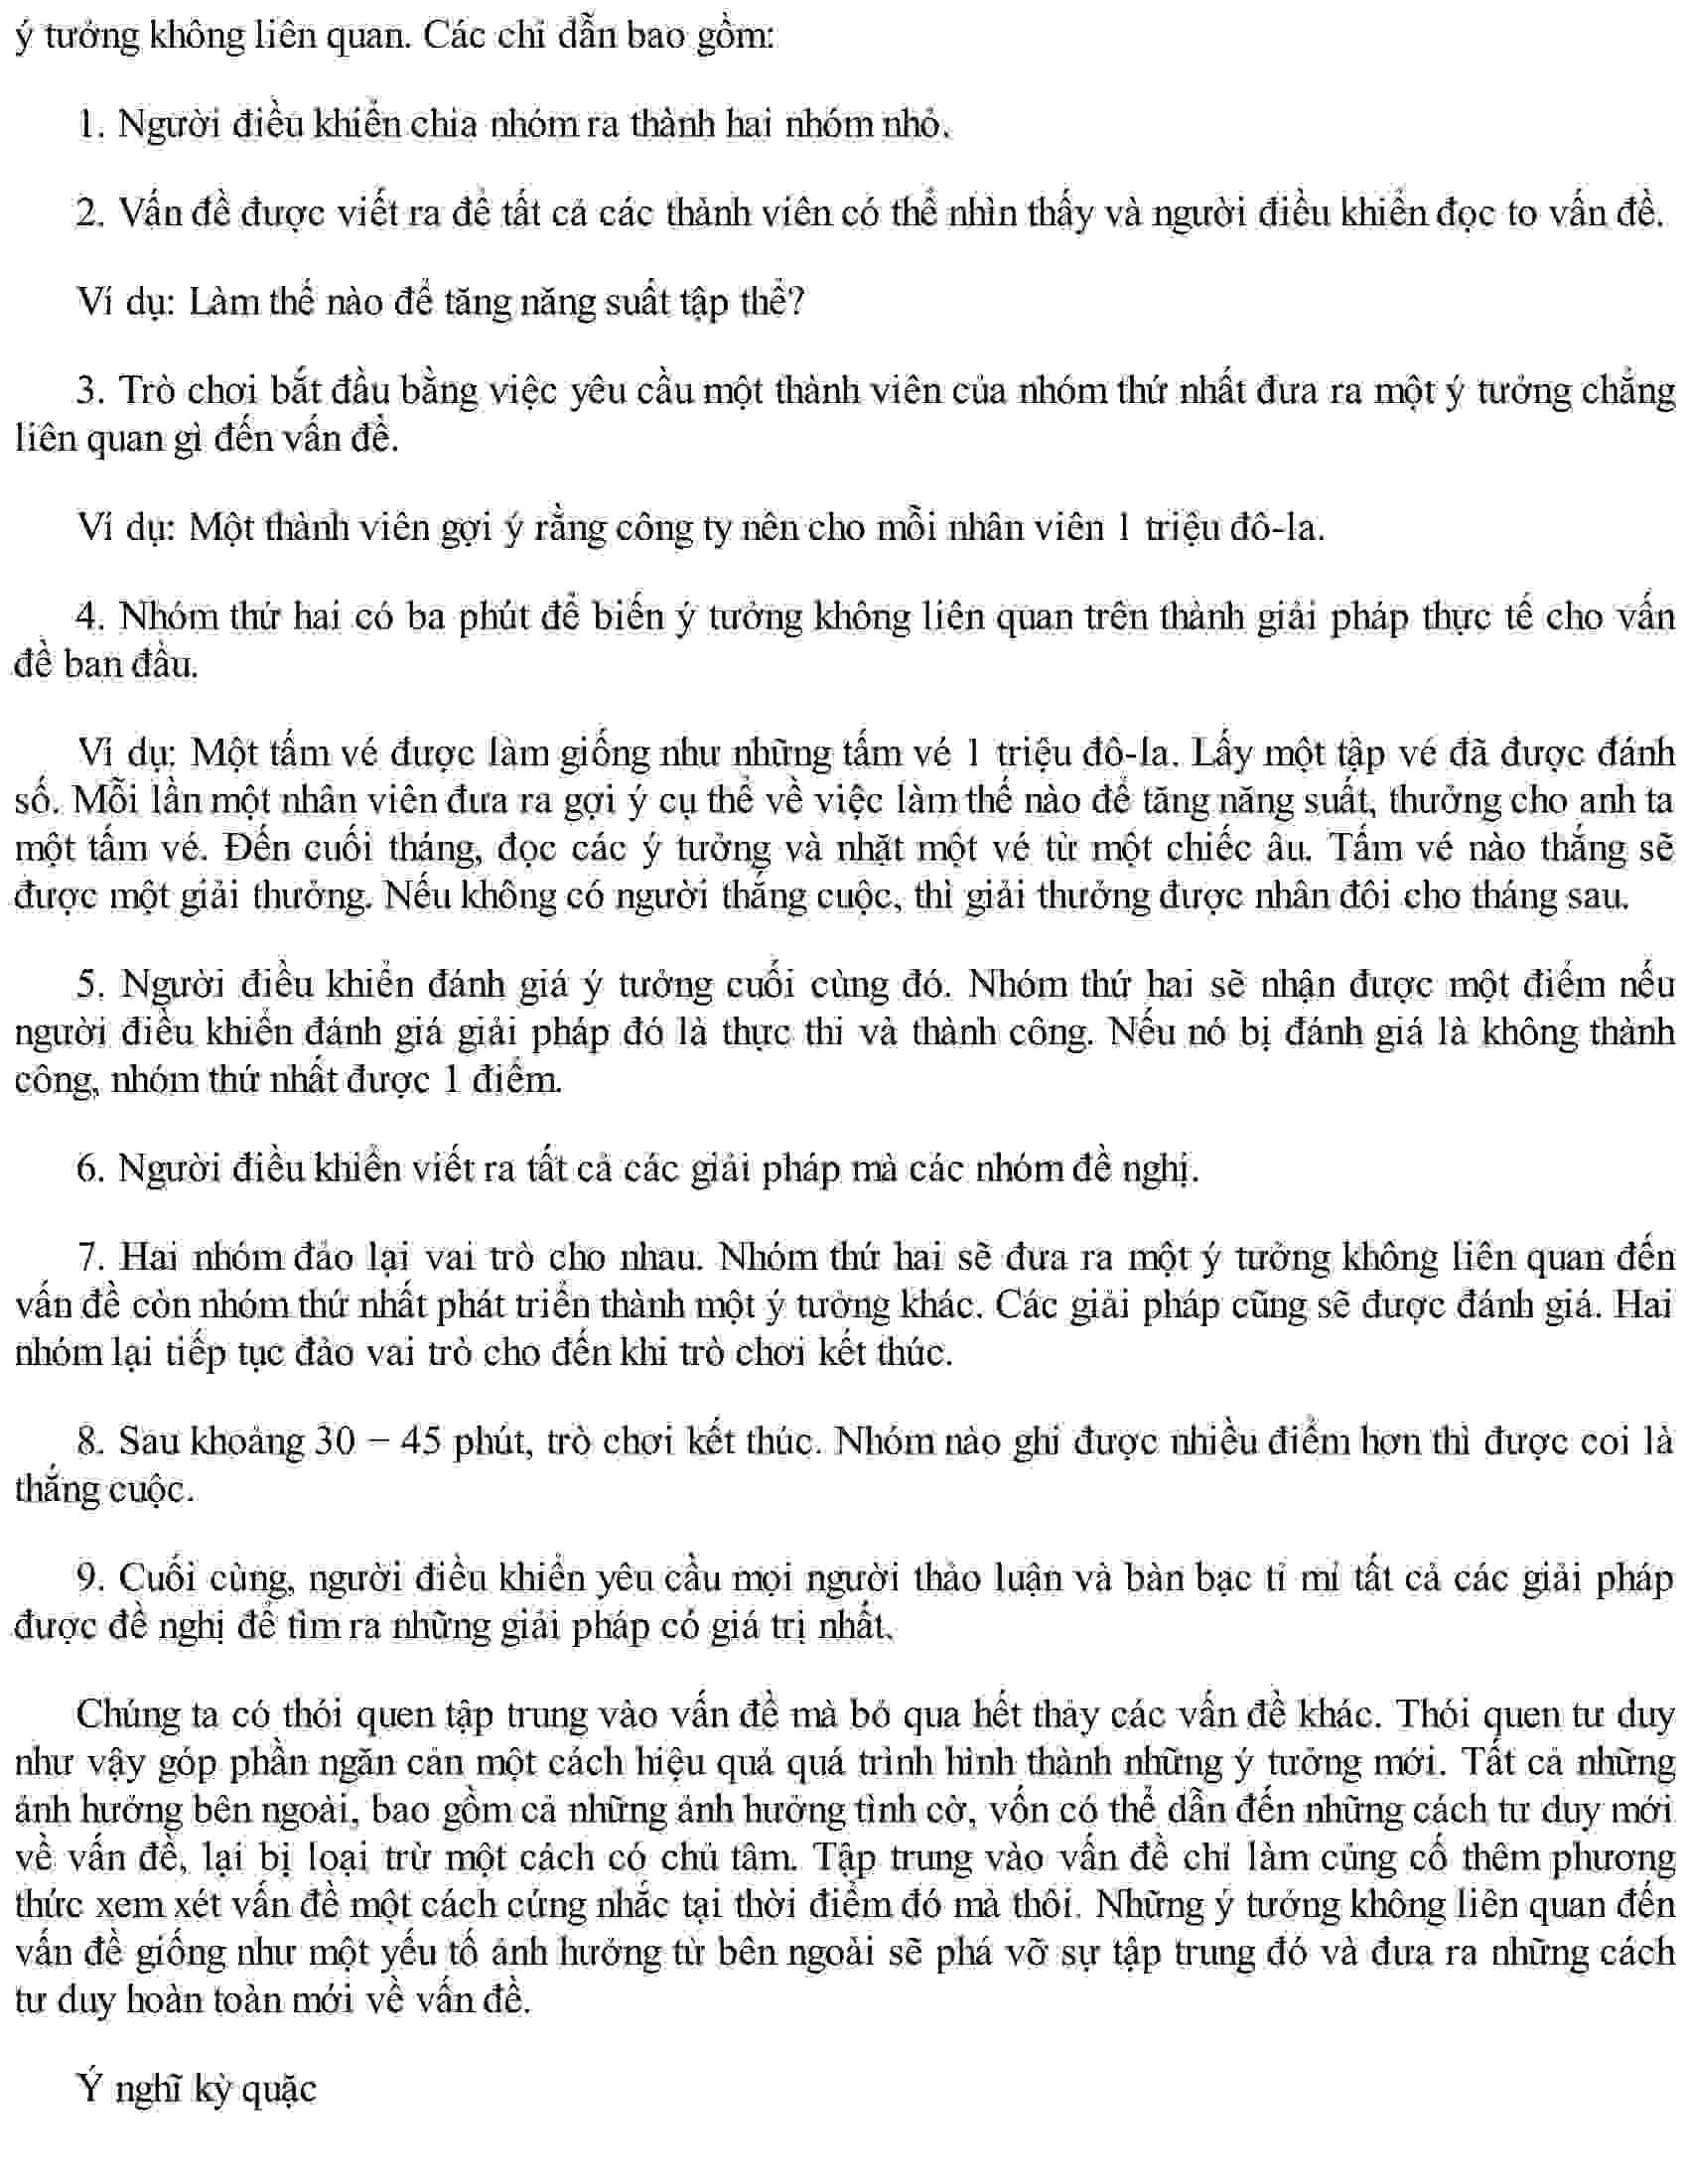 ý tưởng không liên quan. Các chỉ dẫn bao gồm:
1. Người điều khiển chia nhóm ra thành hai nhóm nhỏ.
2. Vấn đề được viết ra để tất cả các thành viên có thể nhìn thấy và người điều khiển đọc to vấn đề.
Ví dụ: Làm thế nào để tăng năng suất tập thể?
3. Trò chơi bắt đầu bằng việc yêu cầu một thành viên của nhóm thứ nhất đưa ra một ý tưởng chẳng
liên quan gì đến vấn đề.
Ví dụ: Một thành viên gợi ý rằng công ty nên cho mỗi nhân viên 1 triệu đô-la.
4. Nhóm thứ hai có ba phút để biến ý tưởng không liên quan trên thành giải pháp thực tế cho vấn
đề ban đầu.
Ví dụ: Một tấm vé được làm giống như những tấm vé 1 triệu đô-la. Lấy một tập vé đã được đánh
số. Mỗi lần một nhân viên đưa ra gợi ý cụ thể về việc làm thế nào để tăng năng suất, thưởng cho anh ta
một tấm vé. Đến cuối tháng, đọc các ý tưởng và nhặt một vé từ một chiếc âu. Tấm vé nào thắng sẽ
được một giải thưởng. Nếu không có người thắng cuộc, thì giải thưởng được nhân đôi cho tháng sau.
5. Người điều khiển đánh giá ý tưởng cuối cùng đó. Nhóm thứ hai sẽ nhận được một điểm nếu
người điều khiển đánh giá giải pháp đó là thực thi và thành công. Nếu nó bị đánh giá là không thành
công, nhóm thứ nhất được 1 điểm.
6. Người điều khiển viết ra tất cả các giải pháp mà các nhóm đề nghị.
7. Hai nhóm đảo lại vai trò cho nhau. Nhóm thứ hai sẽ đưa ra một ý tưởng không liên quan đến
vấn đề còn nhóm thứ nhất phát triển thành một ý tưởng khác. Các giải pháp cũng sẽ được đánh giá. Hai
nhóm lại tiếp tục đảo vai trò cho đến khi trò chơi kết thúc.
8. Sau khoảng 30 – 45 phút, trò chơi kết thúc. Nhóm nào ghi được nhiều điểm hơn thì được coi là
thắng cuộc.
9. Cuối cùng, người điều khiển yêu cầu mọi người thảo luận và bàn bạc tỉ mỉ tất cả các giải pháp
được đề nghị để tìm ra những giải pháp có giá trị nhất.
Chúng ta có thói quen tập trung vào vấn đề mà bỏ qua hết thảy các vấn đề khác. Thói quen tư duy
như vậy góp phần ngăn cản một cách hiệu quả quá trình hình thành những ý tưởng mới. Tất cả những
ảnh hưởng bên ngoài, bao gồm cả những ảnh hưởng tình cờ, vốn có thể dẫn đến những cách tư duy mới
về vấn đề, lại bị loại trừ một cách có chủ tâm. Tập trung vào vấn đề chỉ làm củng cố thêm phương
thức xem xét vấn đề một cách cứng nhắc tại thời điểm đó mà thôi. Những ý tưởng không liên quan đến
vấn đề giống như một yếu tố ảnh hưởng từ bên ngoài sẽ phá vỡ sự tập trung đó và đưa ra những cách
tư duy hoàn toàn mới về vấn đề.
Ý nghĩ kỳ quặc